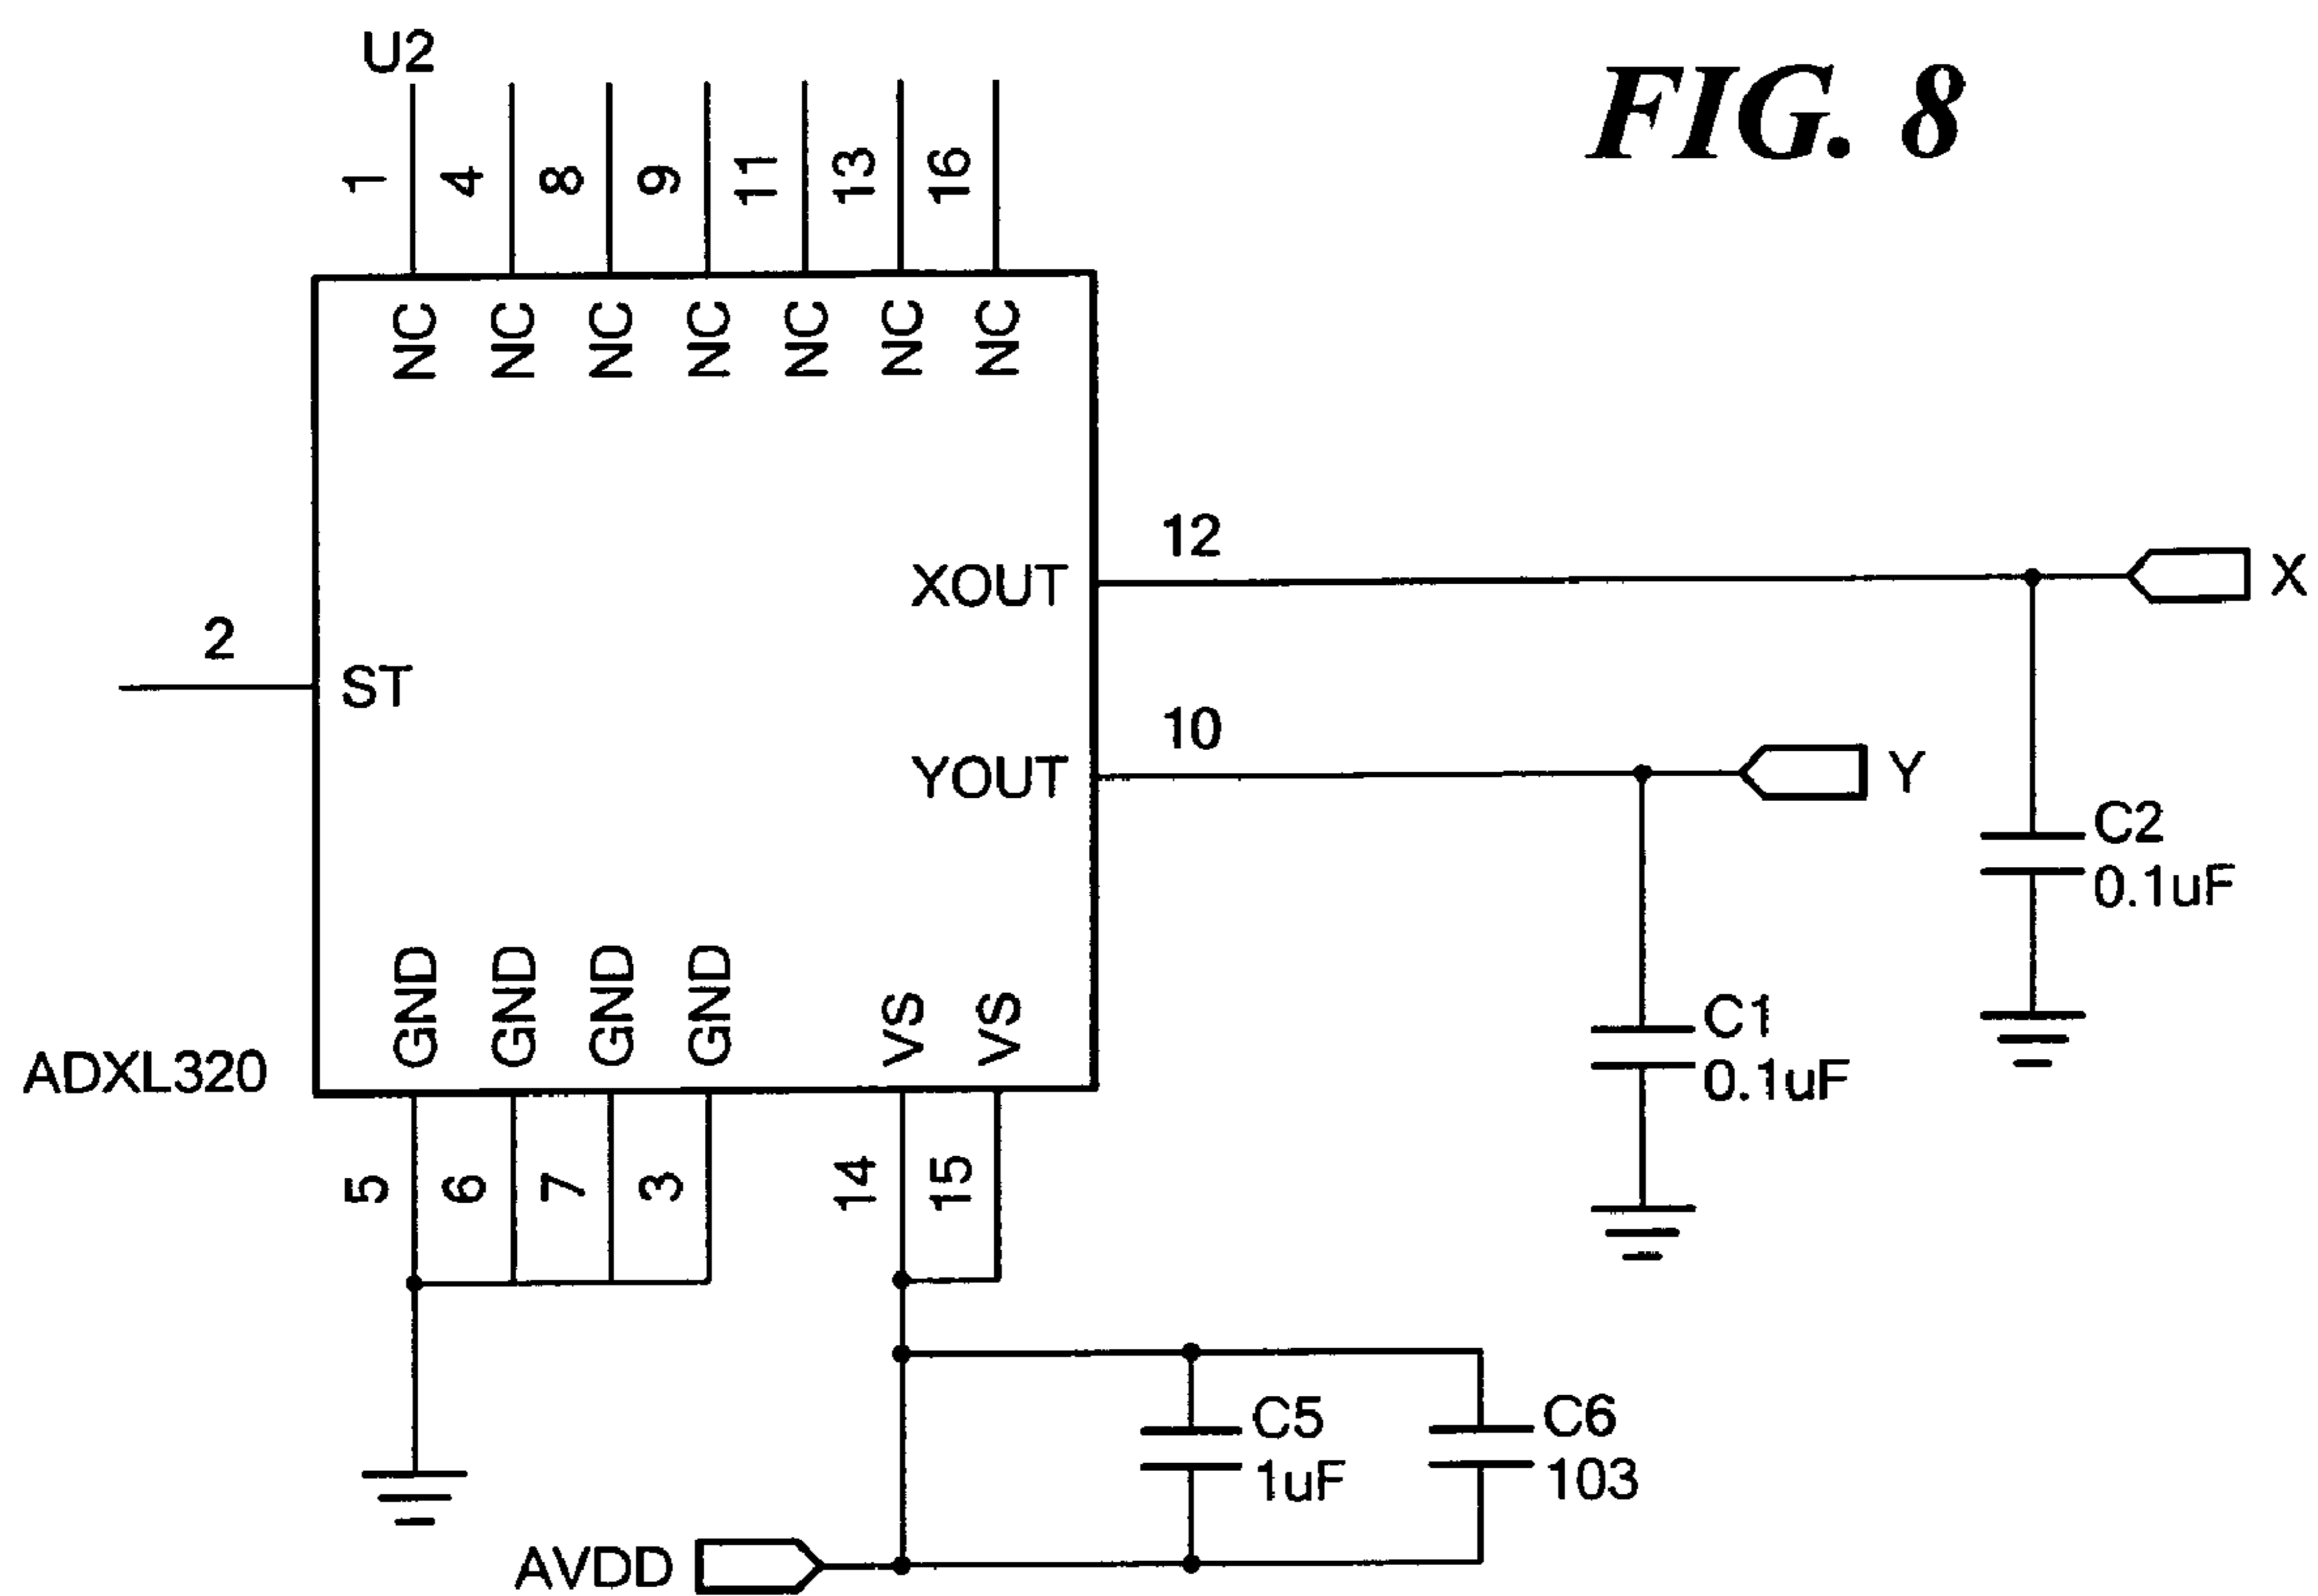 FIG. 8
U2
1 4 8 9 11 13 16
NC NC NC NC NC NC NC
12
XOUT
X
2
ST
10
YOUT
Y
C2
0.1uF
C1
0.1uF
GND GND GND GND VS VS
ADXL320
5 6 7 3 14 15
C5
1uF
C6
103
AVDD